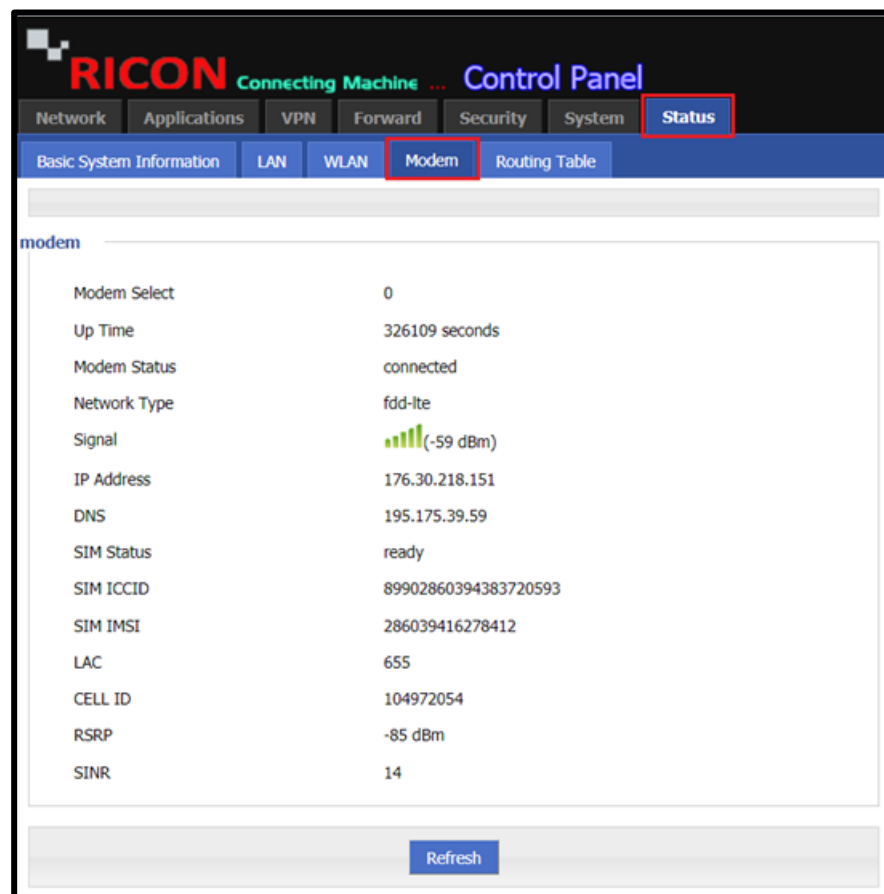 RICON Connecting Machine ... Control Panel
Network Applications VPN Forward Security System Status
Basic System Information LAN WLAN Modem Routing Table
modem
Modem Select 0
Up Time 326109 seconds
Modem Status connected
Network Type fdd-lte
Signal (-59 dBm)
IP Address 176.30.218.151
DNS 195.175.39.59
SIM Status ready
SIM ICCID 89902860394383720593
SIM IMSI 286039416278412
LAC 655
CELL ID 104972054
RSRP -85 dBm
SINR 14
Refresh